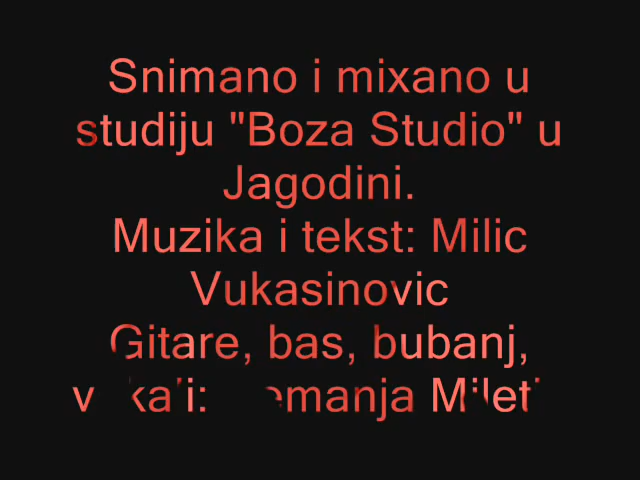 Snimano i mixano u
studiju "Boza Studio" u
Jagodini.
Muzika i tekst: Milic
Vukasinovic
Gitare, bas, bubanj,